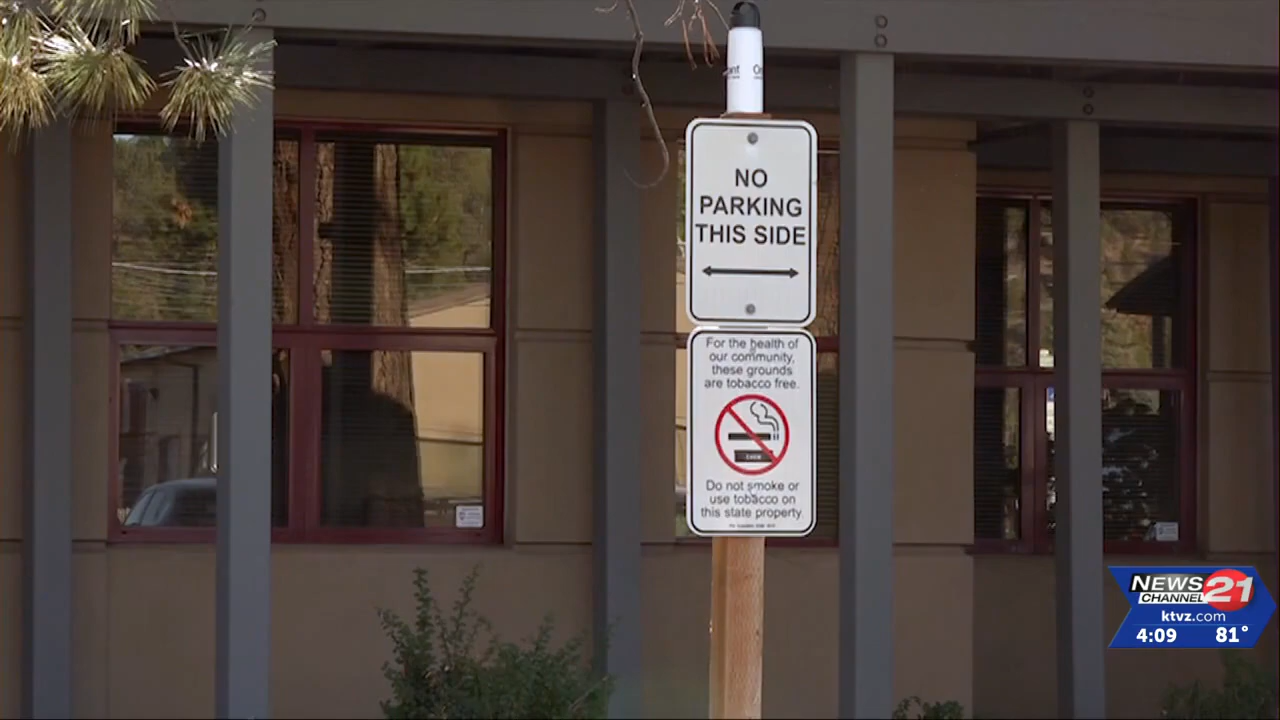 NO
PARKING
THIS SIDE
For the health of
our community,
these grounds
are tobacco free.
Do not smoke or
use tobacco on
this state property.
NEWS
CHANNEL
21
ktvz.com
4:09 81°